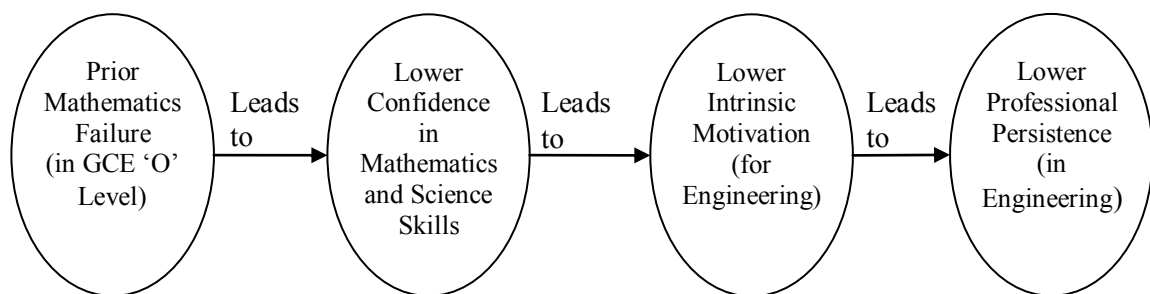 Prior
Mathematics
Failure
(in GCE ‘O’
Level)
Leads
to
Lower
Confidence
in
Mathematics
and Science
Skills
Leads
to
Lower
Intrinsic
Motivation
(for
Engineering)
Leads
to
Lower
Professional
Persistence
(in
Engineering)